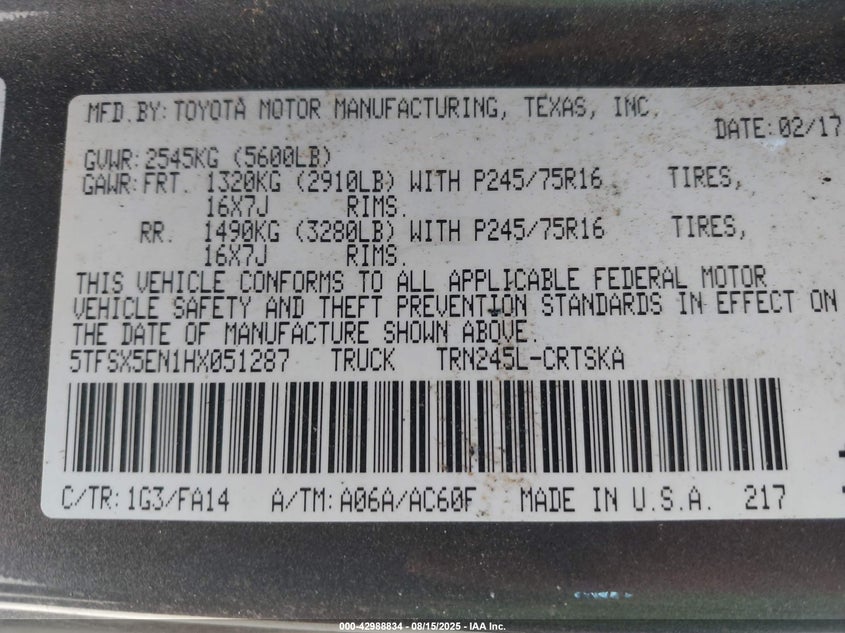 MFD.BY:TOYOTA MOTOR MANUFACTURING, TEXAS, INC.
DATE:02/17
GVWR:2545KG (5600LB)
GAWR:FRT. 1320KG (2910LB) WITH P245/75R16 TIRES,
16X7J RIMS.
RR. 1490KG (3280LB) WITH P245/75R16 TIRES,
16X7J RIMS.
THIS VEHICLE CONFORMS TO ALL APPLICABLE FEDERAL MOTOR
VEHICLE SAFETY AND THEFT PREVENTION STANDARDS IN EFFECT ON
THE DATE OF MANUFACTURE SHOWN ABOVE.
5TFSX5EN1HX051287 TRUCK TRN245L-CRTSKA
C/TR:1G3/FA14 A/TM:A06A/AC60F MADE IN U.S.A. 217
000-42988834 - 08/15/2025 - IAA Inc.